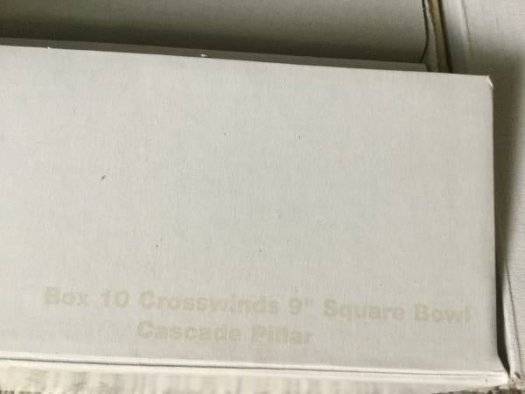 Box 10 Crosswinds 9" Square Bowl
Cascade Pillar